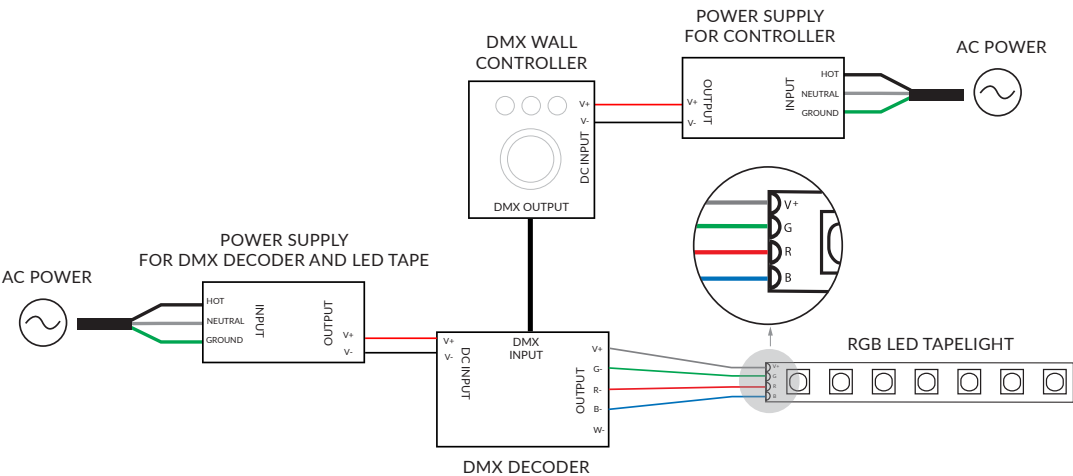 POWER SUPPLY
FOR CONTROLLER
AC POWER
DMX WALL
CONTROLLER
HOT
NEUTRAL
GROUND
INPUT
OUTPUT
V+
V-
V+
V-
DC INPUT
DMX OUTPUT
V+
G
R
B
POWER SUPPLY
FOR DMX DECODER AND LED TAPE
AC POWER
HOT
NEUTRAL
GROUND
INPUT
OUTPUT
V+
V-
V+
V-
DC INPUT
DMX
INPUT
OUTPUT
V+
G-
R-
B-
W-
RGB LED TAPELIGHT
V+
G
R
B
DMX DECODER